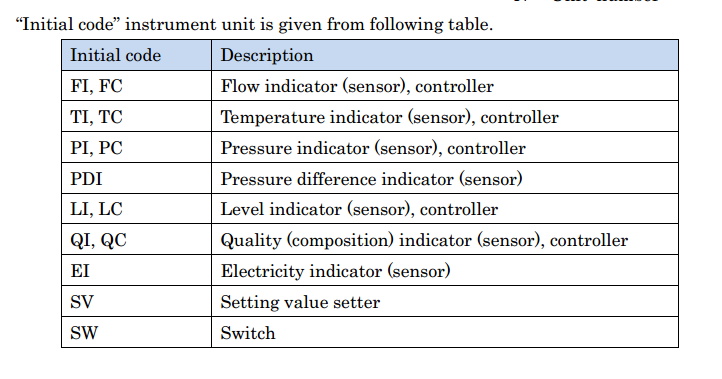 “Initial code” instrument unit is given from following table.
Initial code Description
FI, FC Flow indicator (sensor), controller
TI, TC Temperature indicator (sensor), controller
PI, PC Pressure indicator (sensor), controller
PDI Pressure difference indicator (sensor)
LI, LC Level indicator (sensor), controller
QI, QC Quality (composition) indicator (sensor), controller
EI Electricity indicator (sensor)
SV Setting value setter
SW Switch